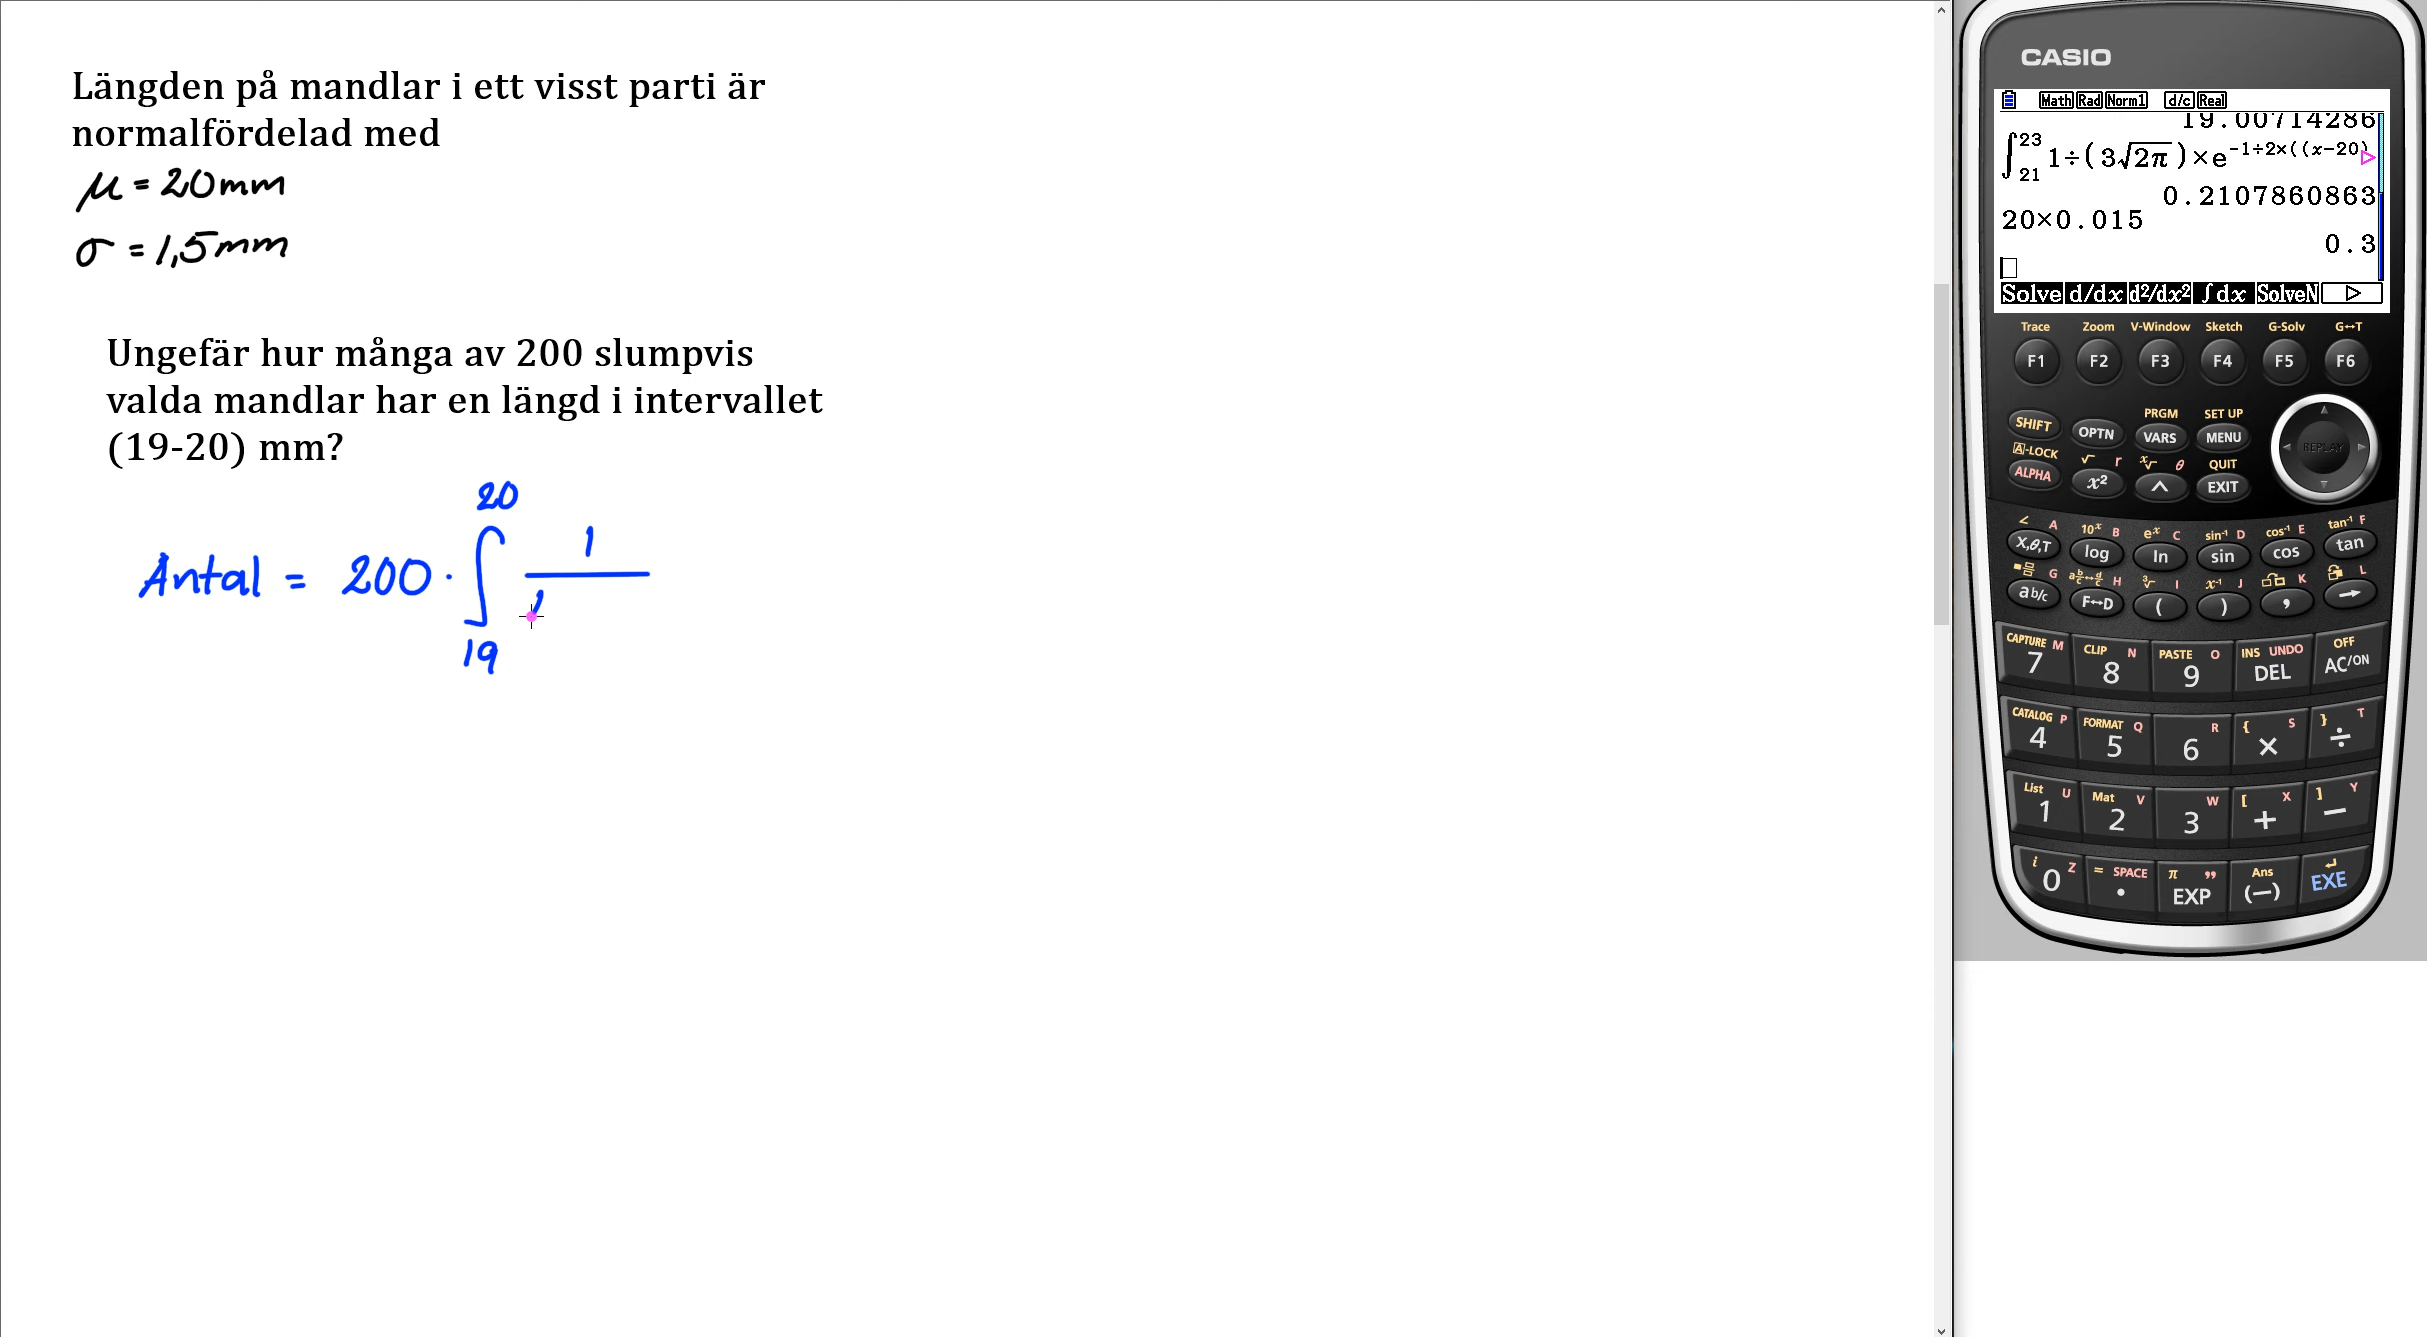 Längden på mandlar i ett visst parti är
normalfördelad med
μ = 20mm
σ = 1,5mm
Ungefär hur många av 200 slumpvis
valda mandlar har en längd i intervallet
(19-20) mm?
20
Antal = 200 · ∫ 1
1
19
CASIO
Math Rad Norm1 d/c Real
19.00714286
∫ 23 21 1÷(3√2π)×e^-1÷2×((x-20)
0.2107860863
20×0.015
0.3
Solve d/dx d²/dx² ∫dx SolveN ▷
Trace Zoom V-Window Sketch G-Solv G↔T
F1 F2 F3 F4 F5 F6
PRGM SET UP
SHIFT OPTN VARS MENU
REPLAY
A-LOCK √ r ˣ√ θ QUIT
ALPHA x² ^ EXIT
∠ A 10ˣ B eˣ C sin⁻¹ D cos⁻¹ E tan⁻¹ F
X,θ,T log ln sin cos tan
G a b/c↔d/c H ³√ I x⁻¹ J K L
a b/c F↔D ( ) , →
CAPTURE M CLIP N PASTE O INS UNDO OFF
7 8 9 DEL AC/ON
CATALOG P FORMAT Q R { S } T
4 5 6 × ÷
List U Mat V W [ X ] Y
1 2 3 + −
i Z = SPACE π ” Ans ↵
0 . EXP (−) EXE